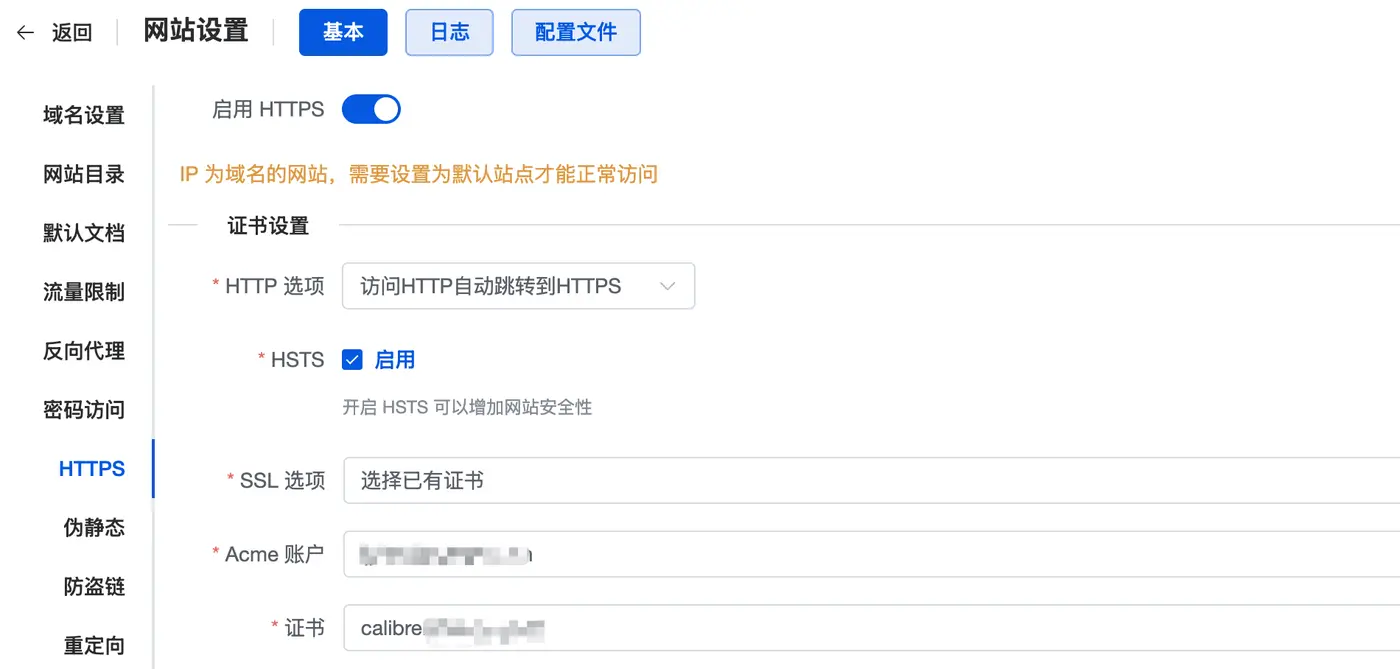 返回 网站设置 基本 日志 配置文件
域名设置
网站目录
默认文档
流量限制
反向代理
密码访问
HTTPS
伪静态
防盗链
重定向
启用 HTTPS
IP 为域名的网站，需要设置为默认站点才能正常访问
证书设置
* HTTP 选项 访问HTTP自动跳转到HTTPS
* HSTS 启用
开启 HSTS 可以增加网站安全性
* SSL 选项 选择已有证书
* Acme 账户
* 证书 calibre